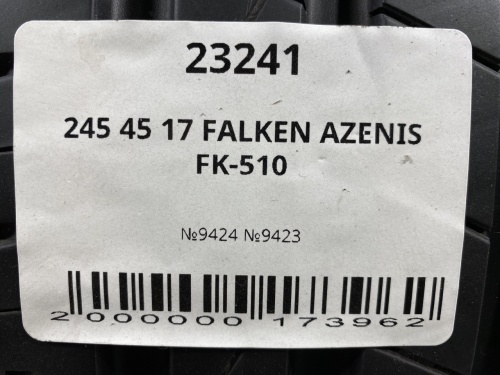 23241
245 45 17 FALKEN AZENIS
FK-510
№9424 №9423
2 000000 173962